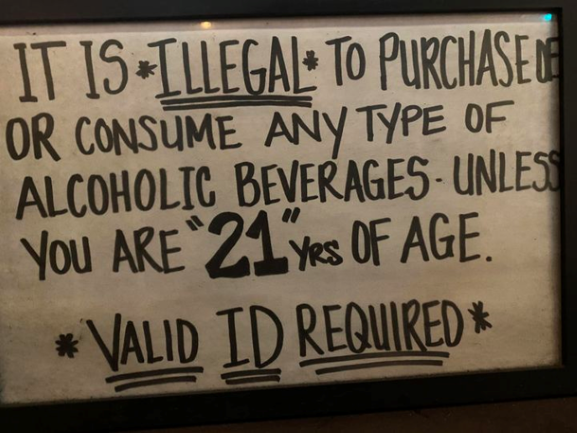 IT IS *ILLEGAL* TO PURCHASE
OR CONSUME ANY TYPE OF
ALCOHOLIC BEVERAGES - UNLESS
YOU ARE "21" YRS OF AGE.
* VALID ID REQUIRED *